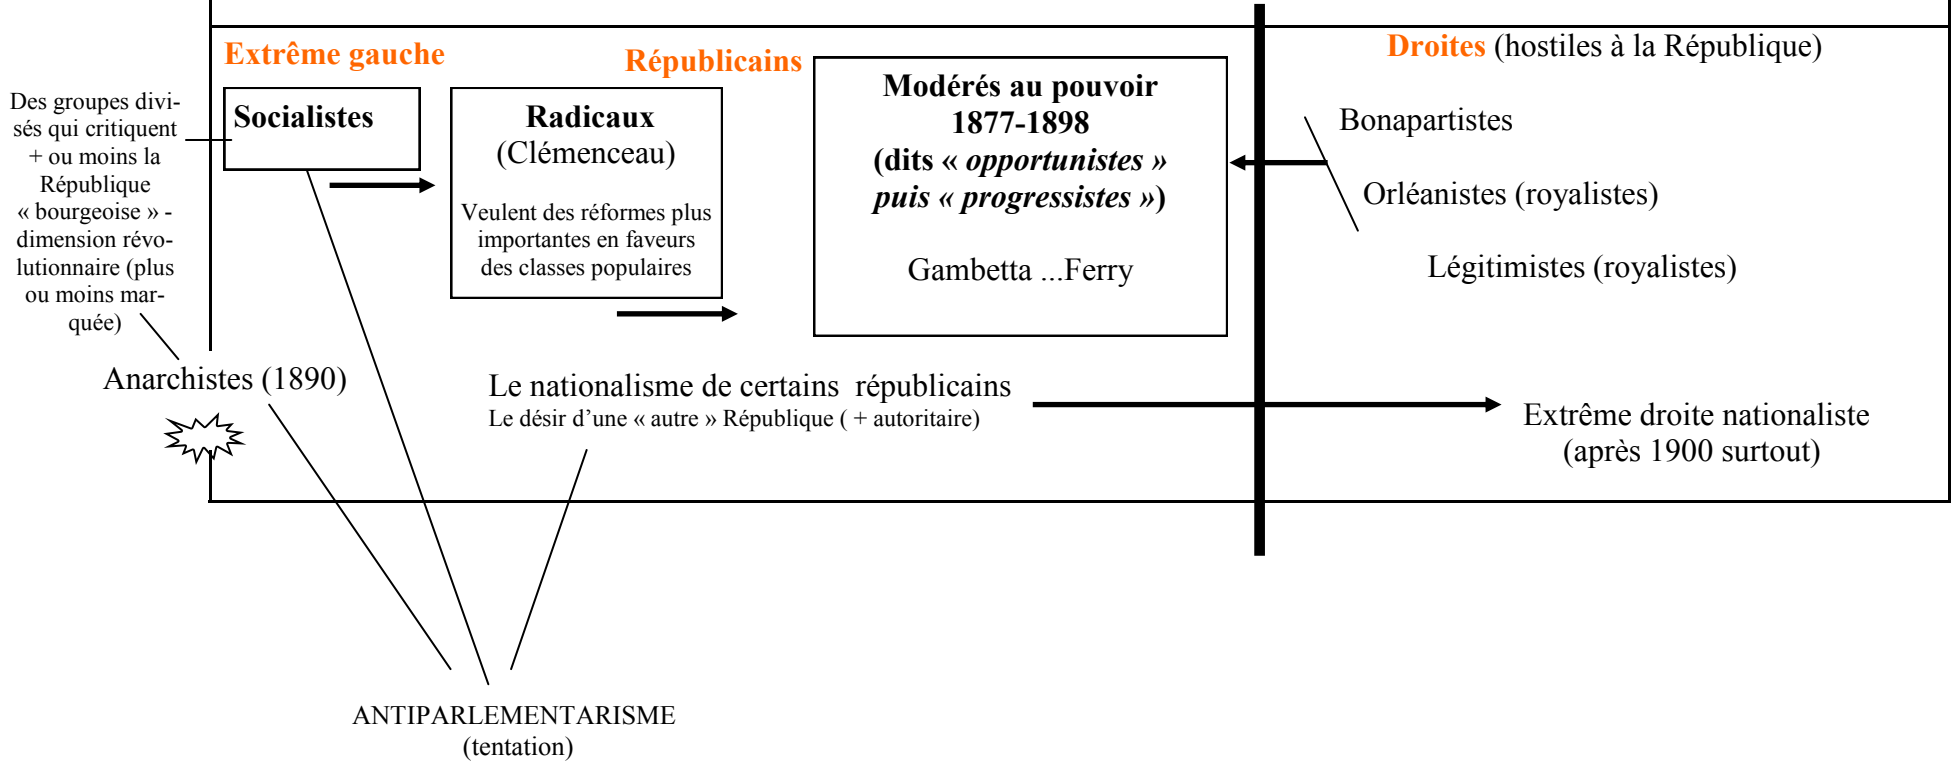 Extrême gauche
Républicains
Droites (hostiles à la République)
Des groupes divi-
sés qui critiquent
+ ou moins la
République
« bourgeoise » -
dimension révo-
lutionnaire (plus
ou moins mar-
quée)
Socialistes
Radicaux
(Clémenceau)
Veulent des réformes plus
importantes en faveurs
des classes populaires
Modérés au pouvoir
1877-1898
(dits « opportunistes »
puis « progressistes »)
Gambetta ...Ferry
Bonapartistes
Orléanistes (royalistes)
Légitimistes (royalistes)
Anarchistes (1890)
Le nationalisme de certains républicains
Le désir d’une « autre » République ( + autoritaire)
Extrême droite nationaliste
(après 1900 surtout)
ANTIPARLEMENTARISME
(tentation)